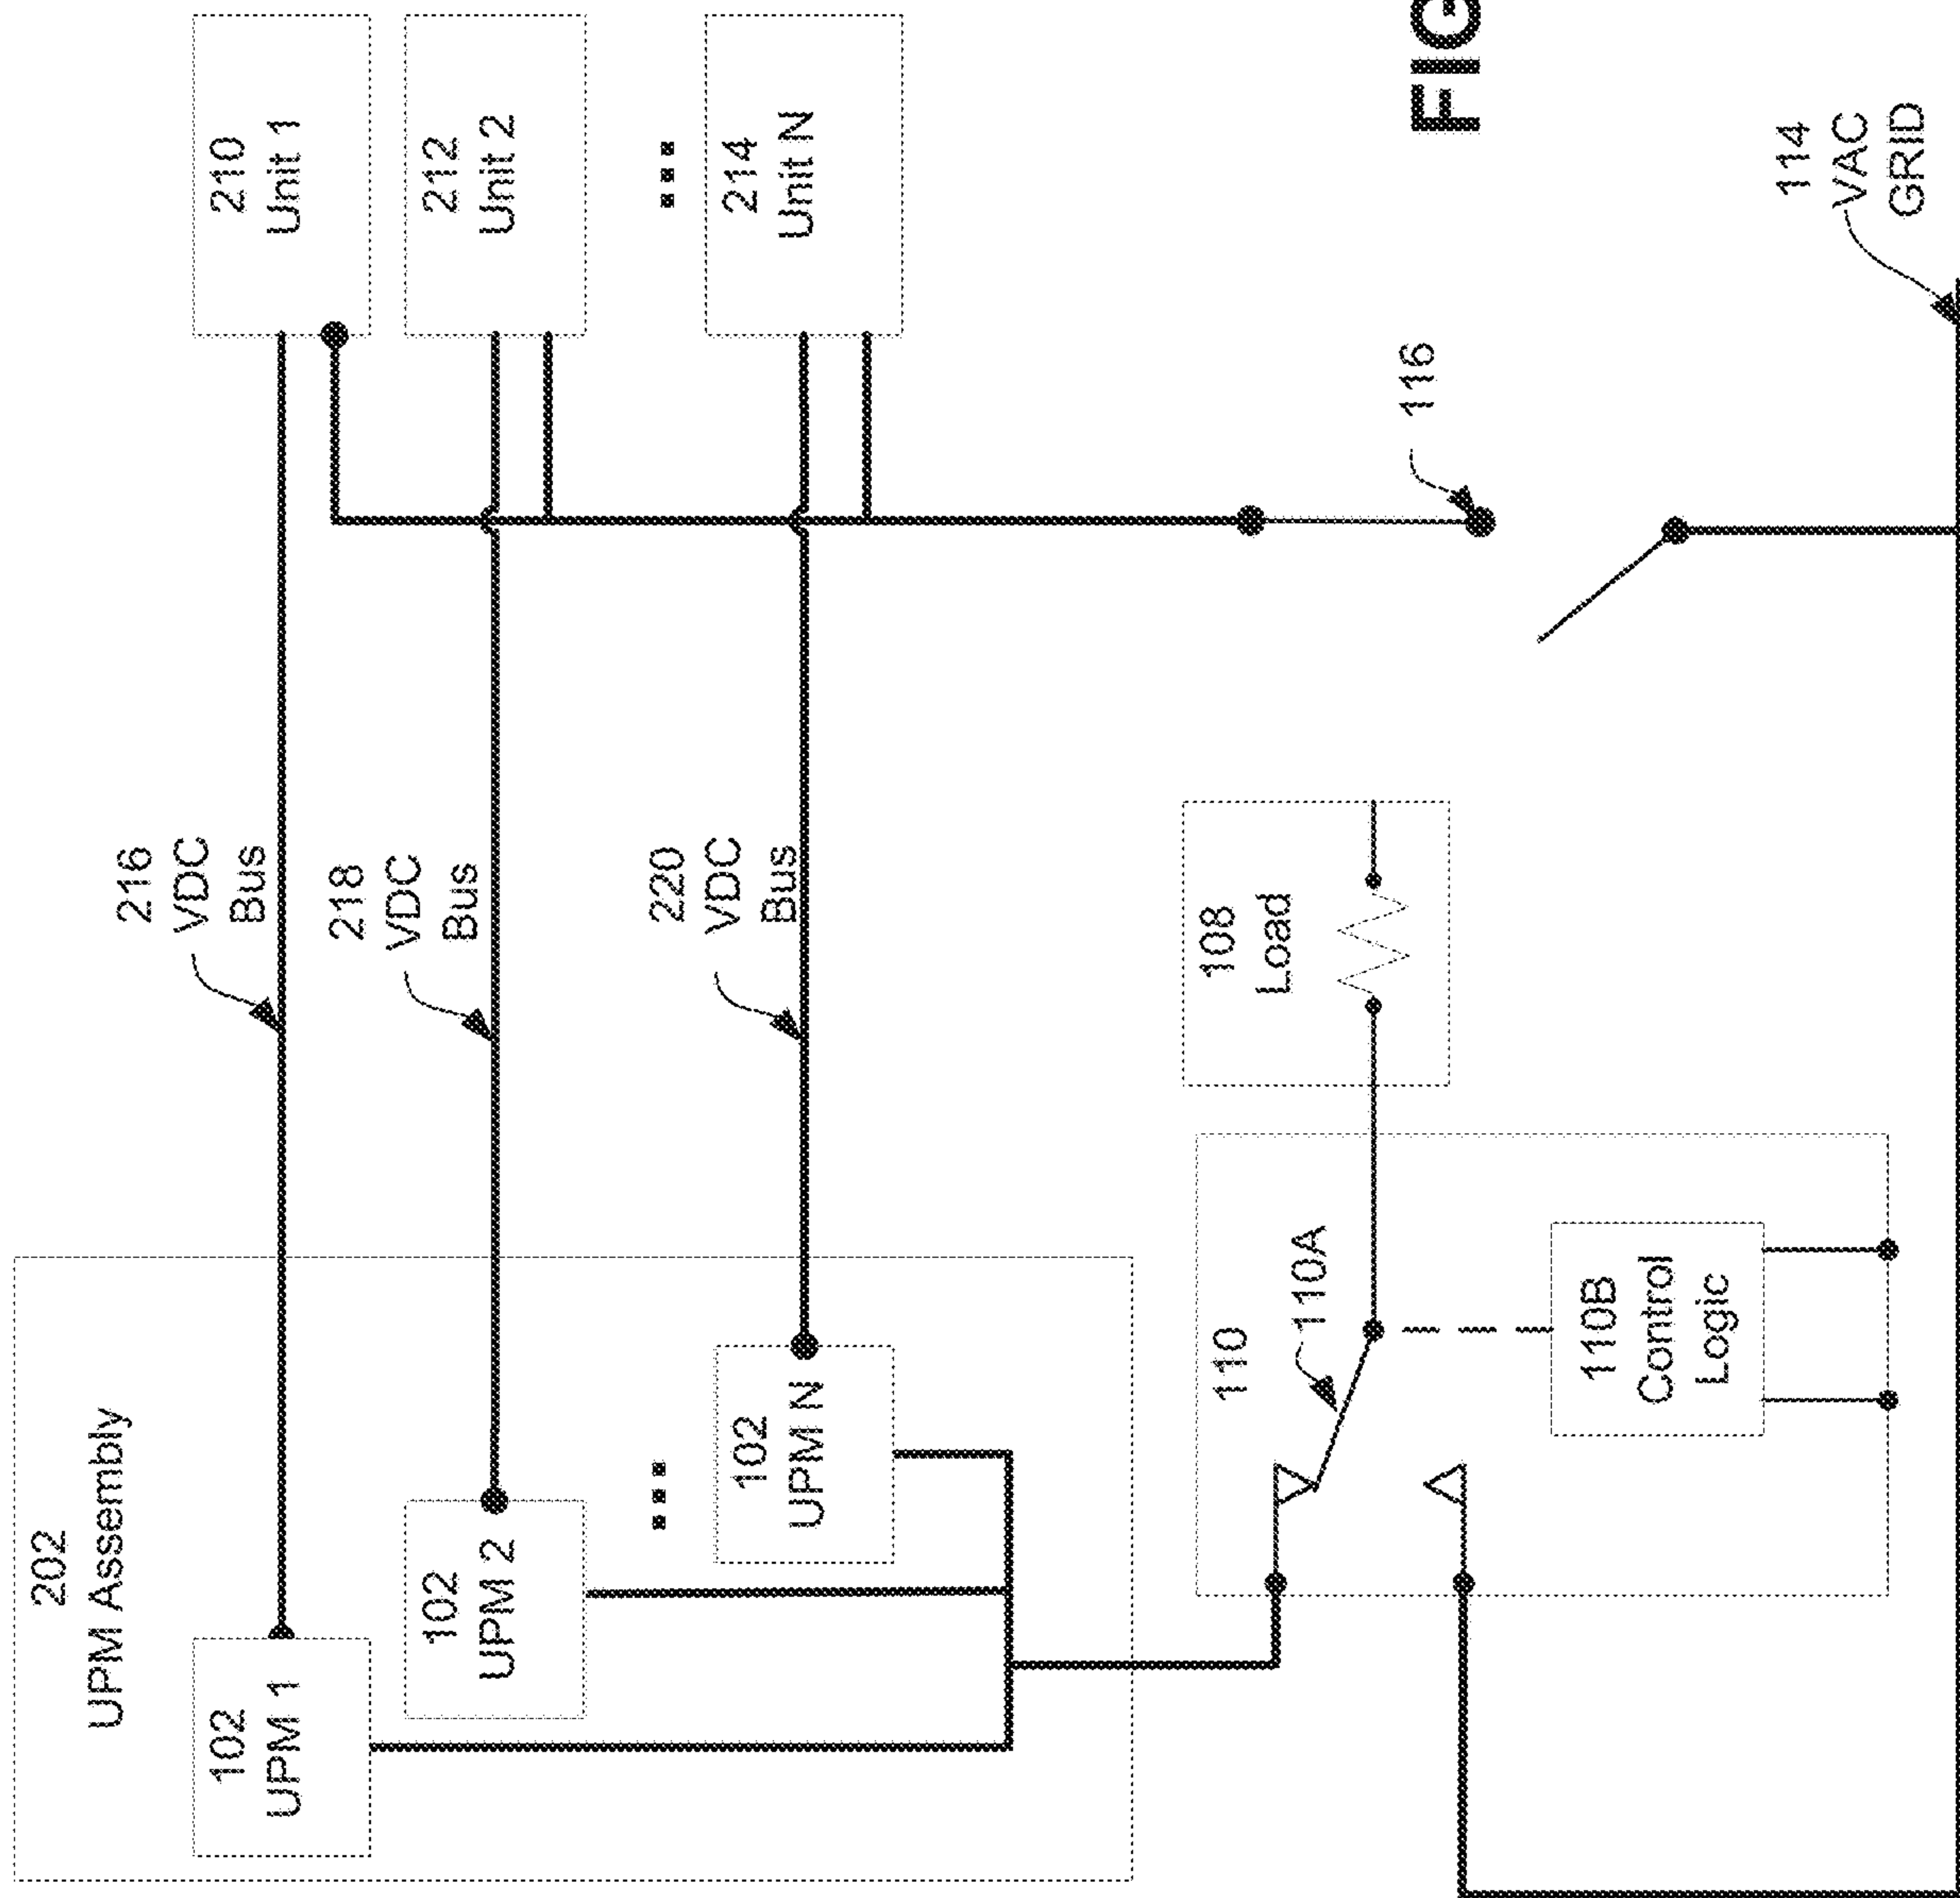 202
UPM Assembly
102
UPM 1
216
VDC
Bus
210
Unit 1
102
UPM 2
218
VDC
Bus
212
Unit 2
...
...
102
UPM N
220
VDC
Bus
214
Unit N
110
110A
108
Load
116
FIG
110B
Control
Logic
114
VAC
GRID